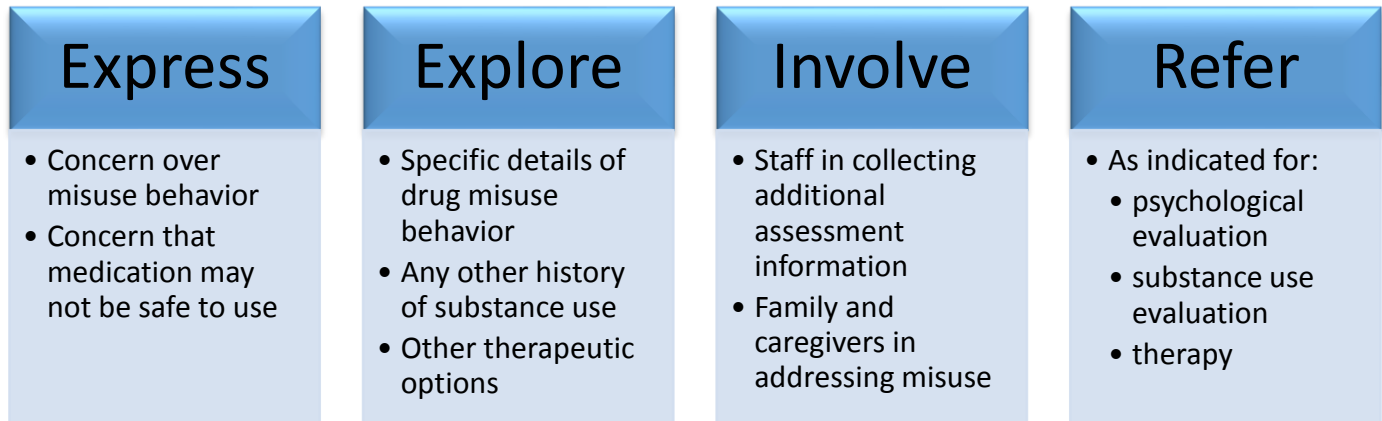 Express
• Concern over
misuse behavior
• Concern that
medication may
not be safe to use
Explore
• Specific details of
drug misuse
behavior
• Any other history
of substance use
• Other therapeutic
options
Involve
• Staff in collecting
additional
assessment
information
• Family and
caregivers in
addressing misuse
Refer
• As indicated for:
• psychological
evaluation
• substance use
evaluation
• therapy